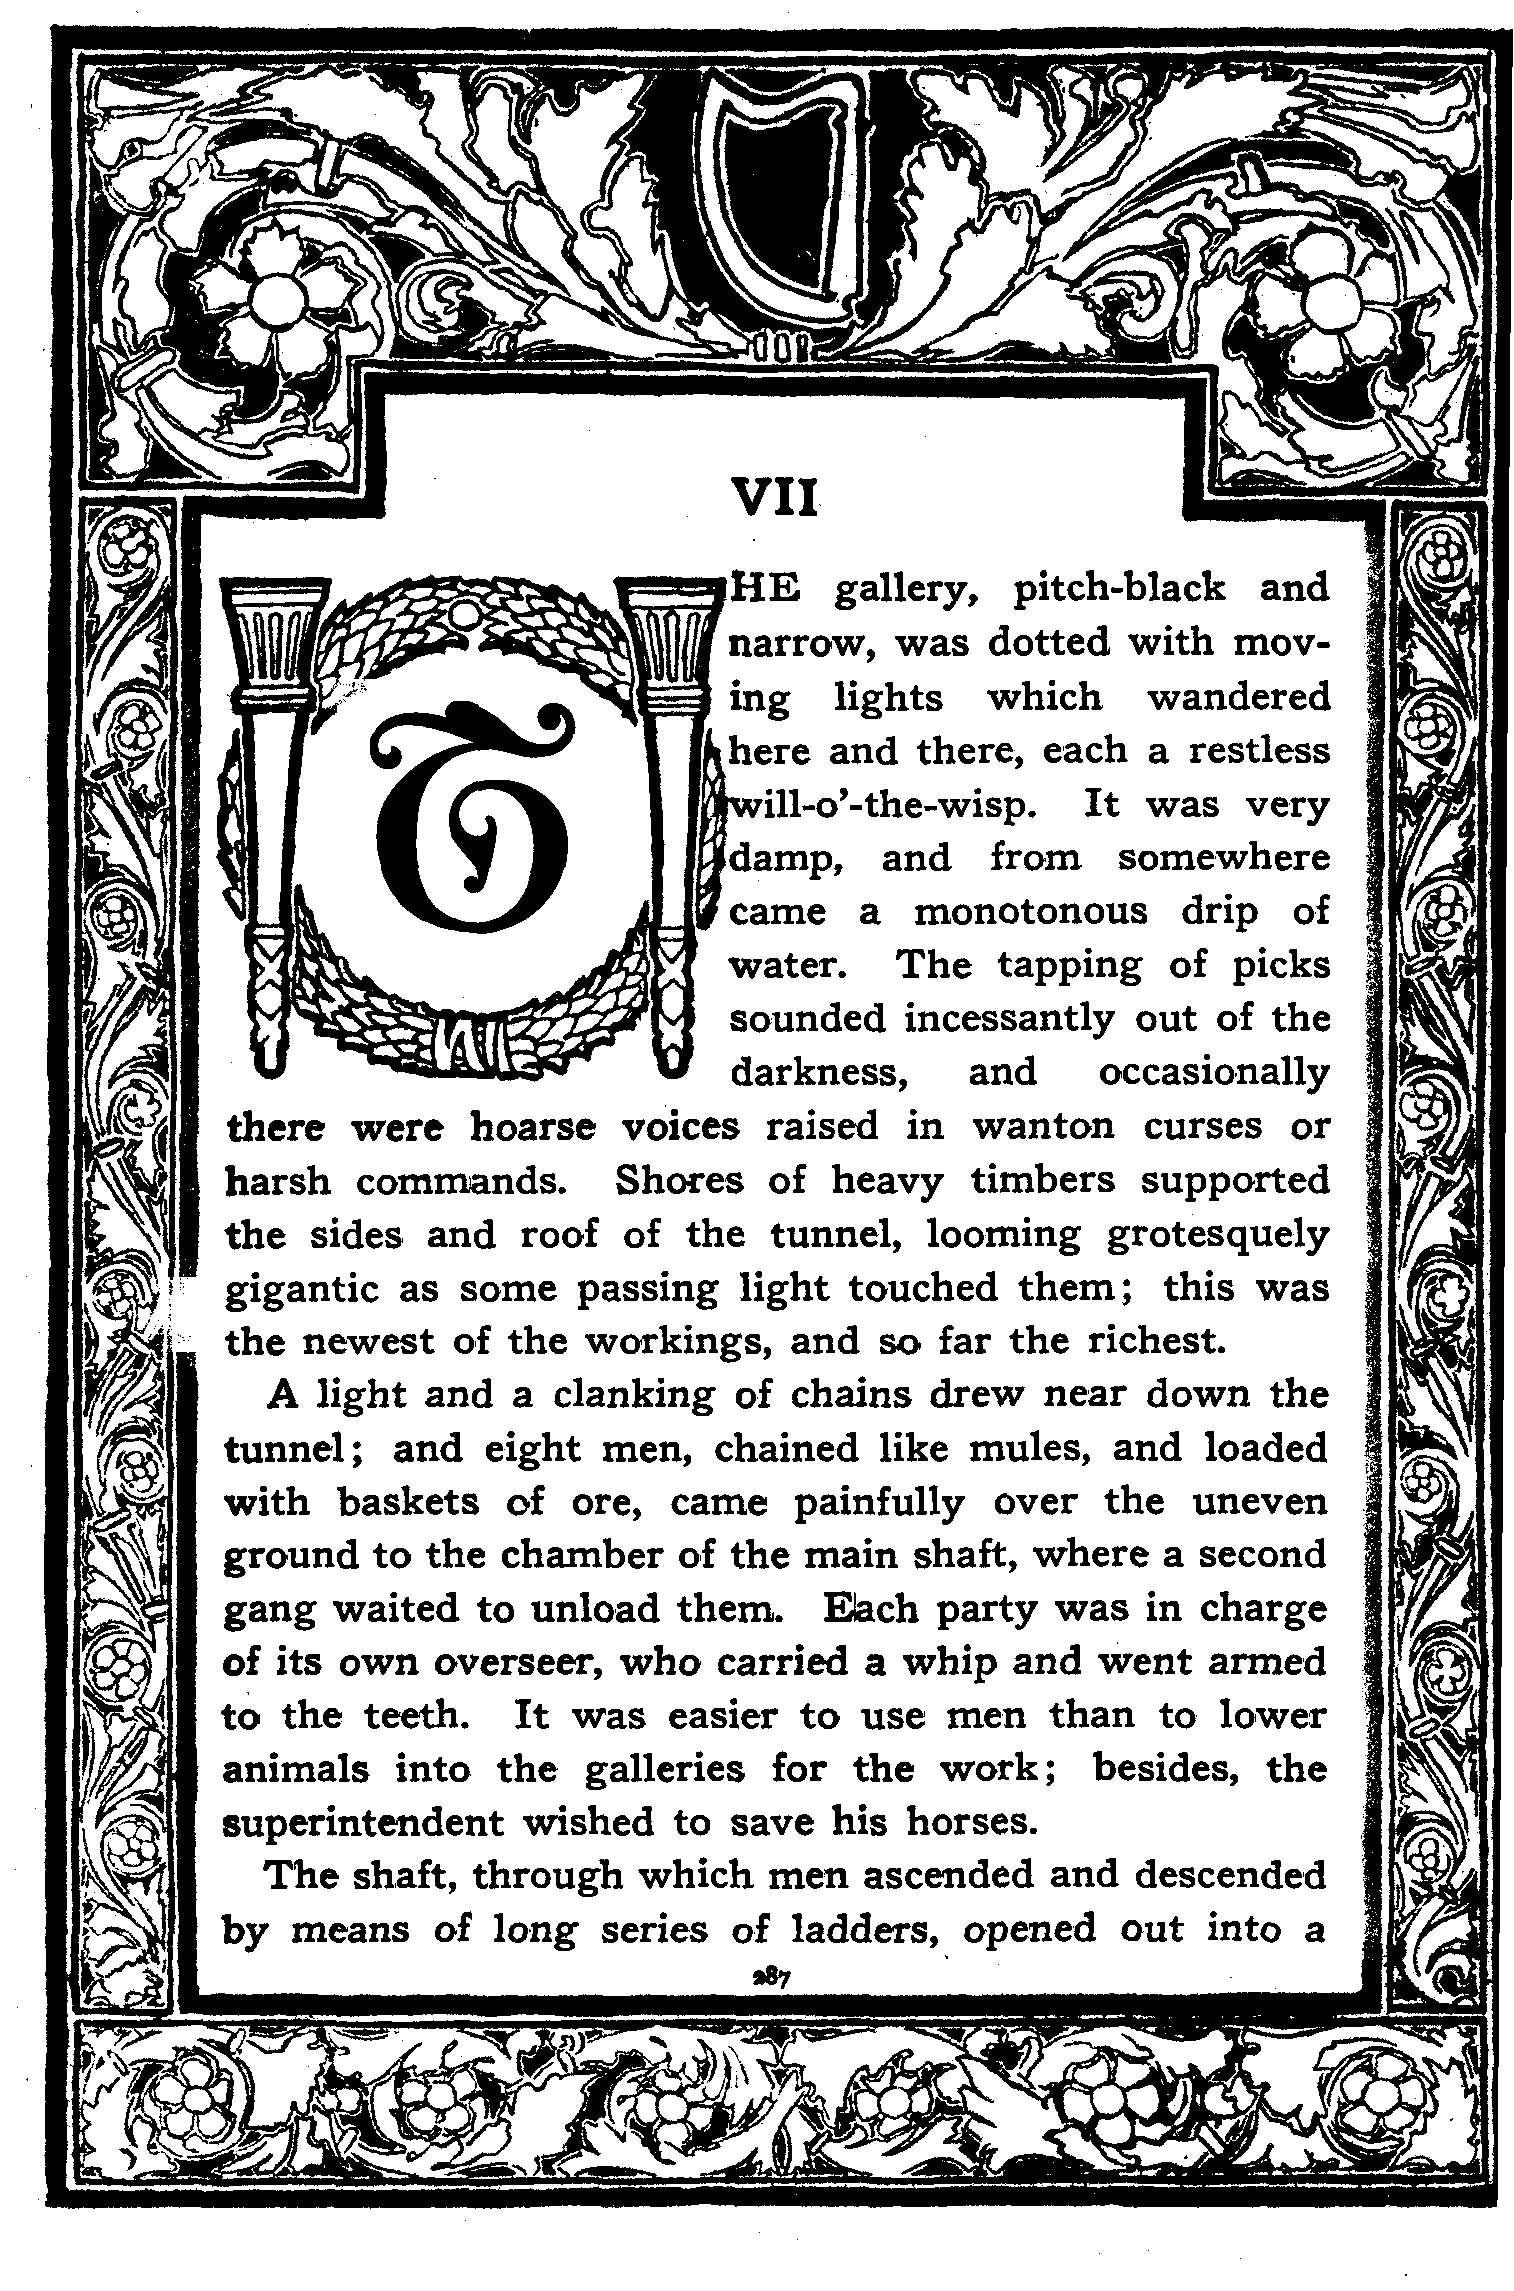 VII
THE gallery, pitch-black and
narrow, was dotted with mov-
ing lights which wandered
here and there, each a restless
will-o'-the-wisp. It was very
damp, and from somewhere
came a monotonous drip of
water. The tapping of picks
sounded incessantly out of the
darkness, and occasionally
there were hoarse voices raised in wanton curses or
harsh commands. Shores of heavy timbers supported
the sides and roof of the tunnel, looming grotesquely
gigantic as some passing light touched them; this was
the newest of the workings, and so far the richest.
A light and a clanking of chains drew near down the
tunnel; and eight men, chained like mules, and loaded
with baskets of ore, came painfully over the uneven
ground to the chamber of the main shaft, where a second
gang waited to unload them. Each party was in charge
of its own overseer, who carried a whip and went armed
to the teeth. It was easier to use men than to lower
animals into the galleries for the work; besides, the
superintendent wished to save his horses.
The shaft, through which men ascended and descended
by means of long series of ladders, opened out into a
287